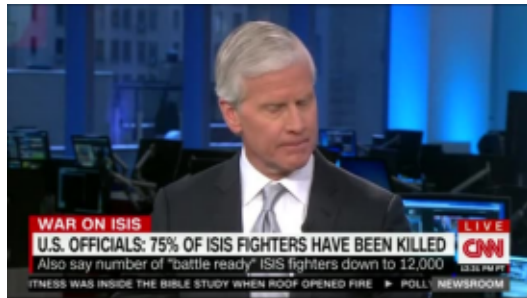 WAR ON ISIS
LIVE
U.S. OFFICIALS: 75% OF ISIS FIGHTERS HAVE BEEN KILLED
CNN
Also say number of "battle ready" ISIS fighters down to 12,000
ITNESS WAS INSIDE THE BIBLE STUDY WHEN ROOF OPENED FIRE ► POLL
NEWSROOM